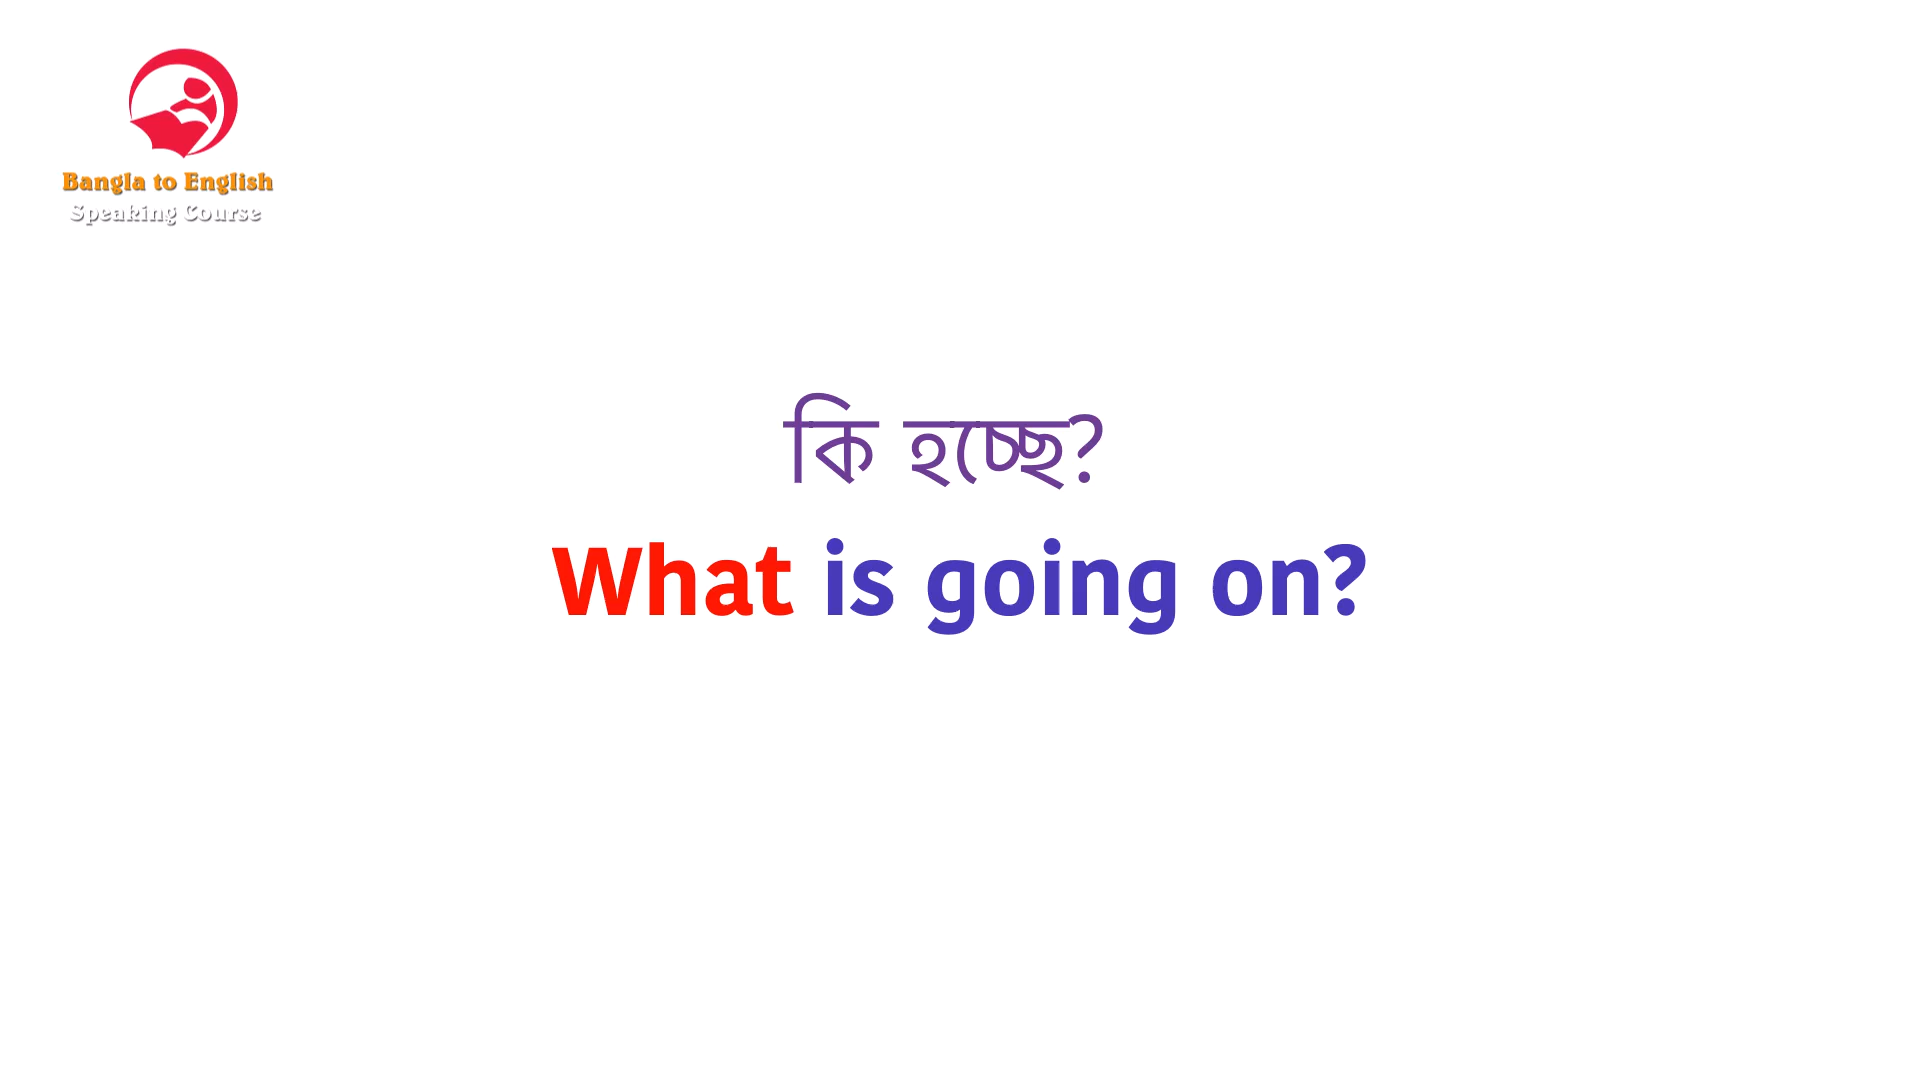 Bangla to English
Speaking Course
কি হচ্ছে?
What is going on?